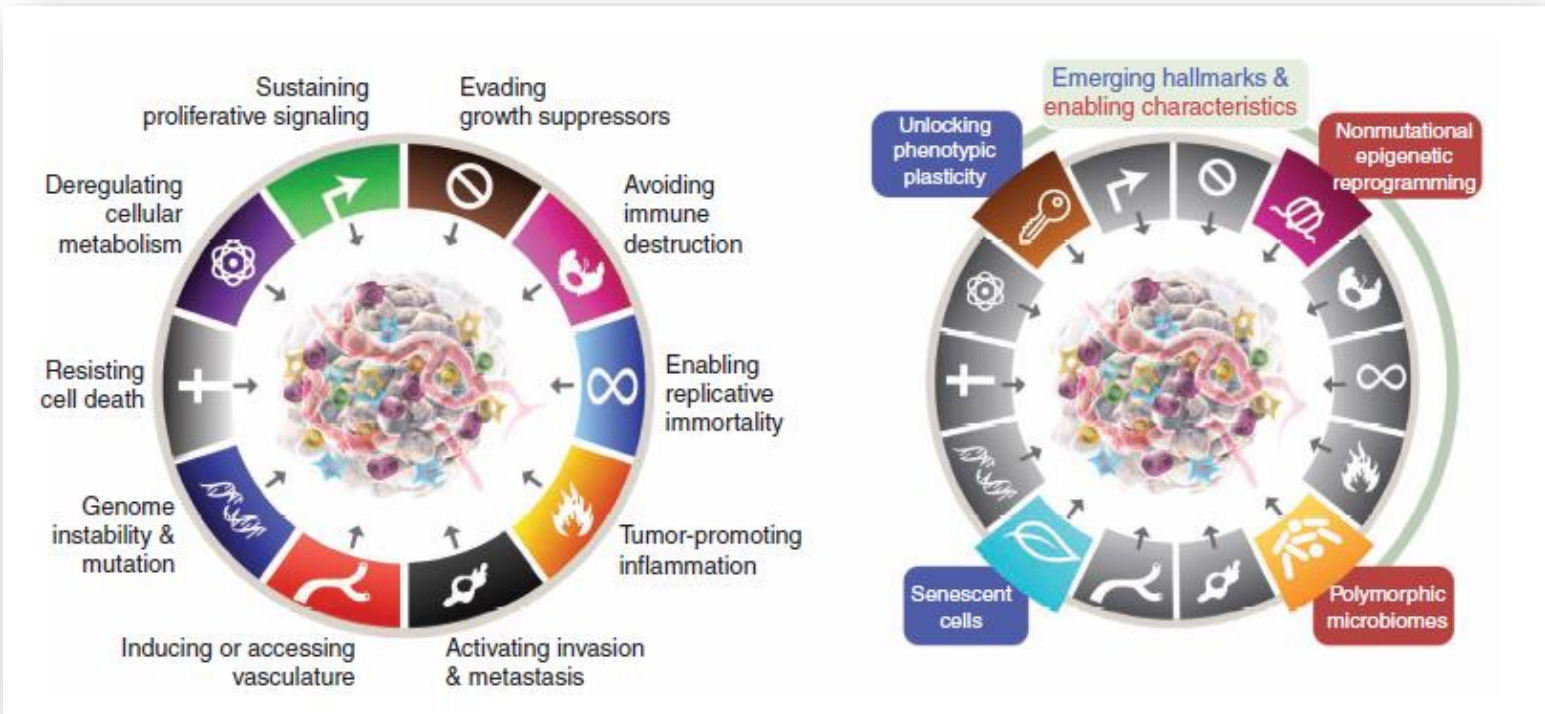 Sustaining
proliferative signaling
Evading
growth suppressors
Deregulating
cellular
metabolism
Avoiding
immune
destruction
Resisting
cell death
Enabling
replicative
immortality
Genome
instability &
mutation
Tumor-promoting
inflammation
Inducing or accessing
vasculature
Activating invasion
& metastasis
Emerging hallmarks &
enabling characteristics
Unlocking
phenotypic
plasticity
Nonmutational
epigenetic
reprogramming
Senescent
cells
Polymorphic
microbiomes